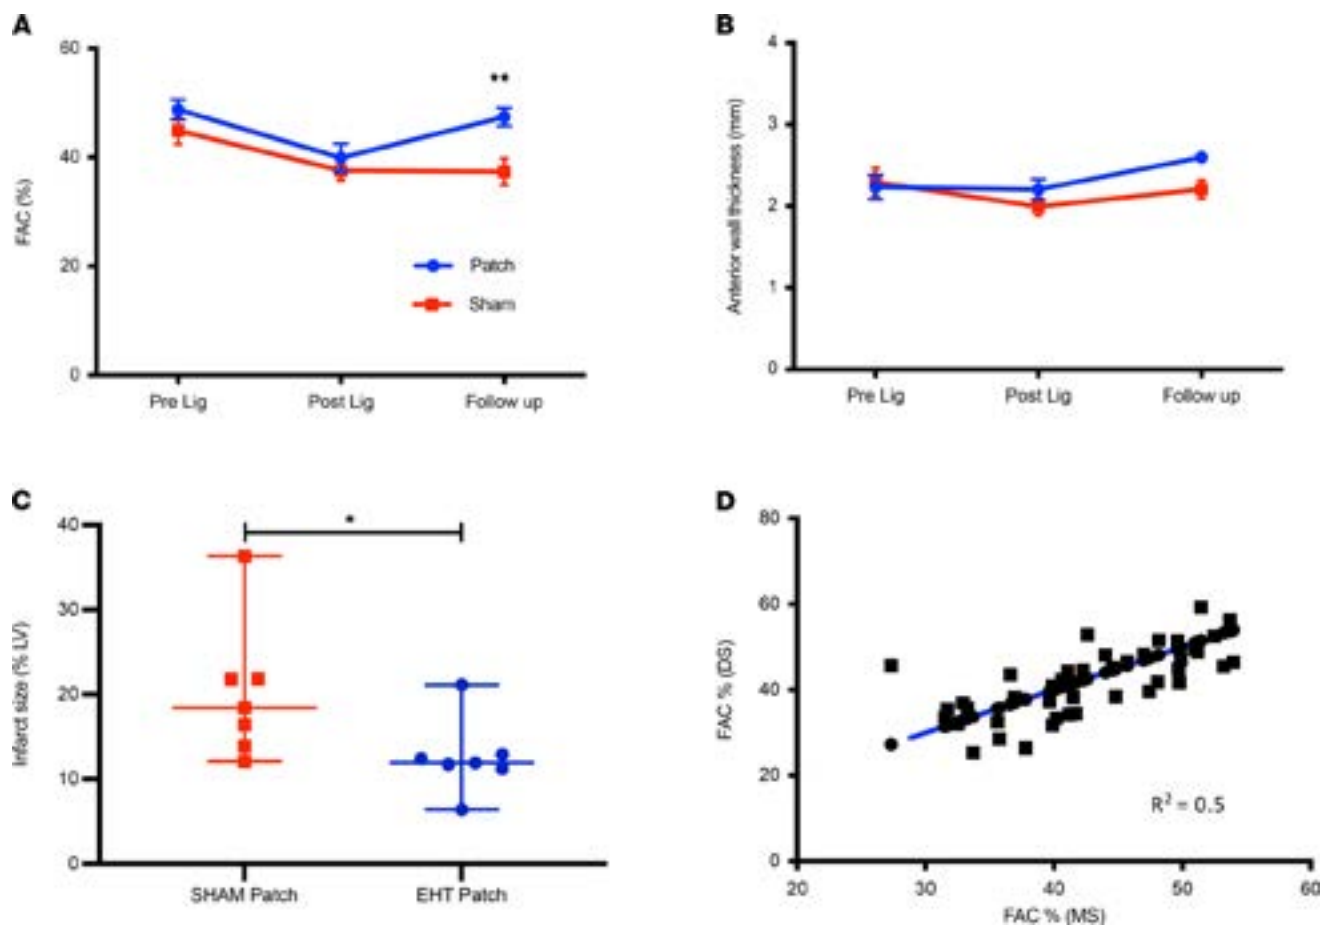 A
60
40
20
0
FAC (%)
**
Patch
Sham
Pre Lig
Post Lig
Follow up
B
4
3
2
1
0
Anterior wall thickness (mm)
Pre Lig
Post Lig
Follow up
C
40
30
20
10
0
Infarct size (% LV)
*
SHAM Patch
EHT Patch
D
80
60
40
20
0
FAC % (DS)
R² = 0.5
20
30
40
50
60
FAC % (MS)